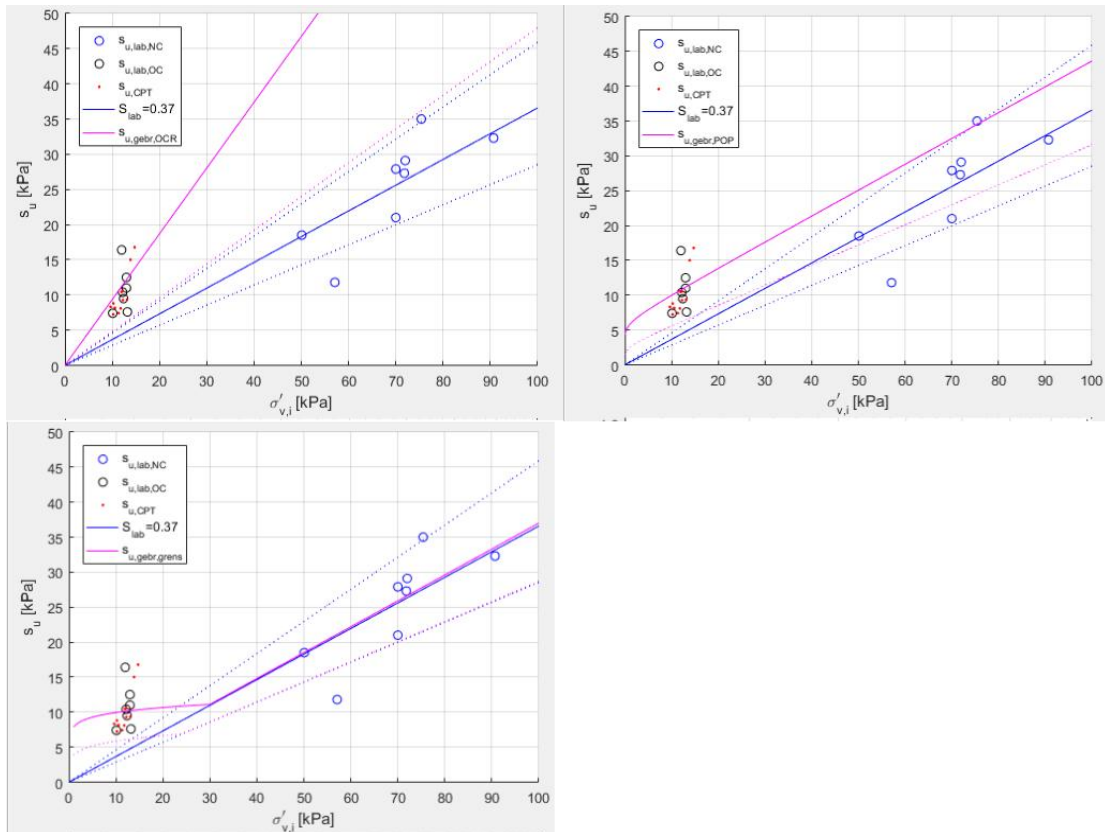 50
45
40
35
30
25
20
15
10
5
0
s_u [kPa]
s_u,lab,NC
s_u,lab,OC
s_u,CPT
S_lab=0.37
s_u,gebr,OCR
0 10 20 30 40 50 60 70 80 90 100
σ'_v,i [kPa]
50
45
40
35
30
25
20
15
10
5
0
s_u [kPa]
s_u,lab,NC
s_u,lab,OC
s_u,CPT
S_lab=0.37
s_u,gebr,POP
0 10 20 30 40 50 60 70 80 90 100
σ'_v,i [kPa]
50
45
40
35
30
25
20
15
10
5
0
s_u [kPa]
s_u,lab,NC
s_u,lab,OC
s_u,CPT
S_lab=0.37
s_u,gebr,grens
0 10 20 30 40 50 60 70 80 90 100
σ'_v,i [kPa]